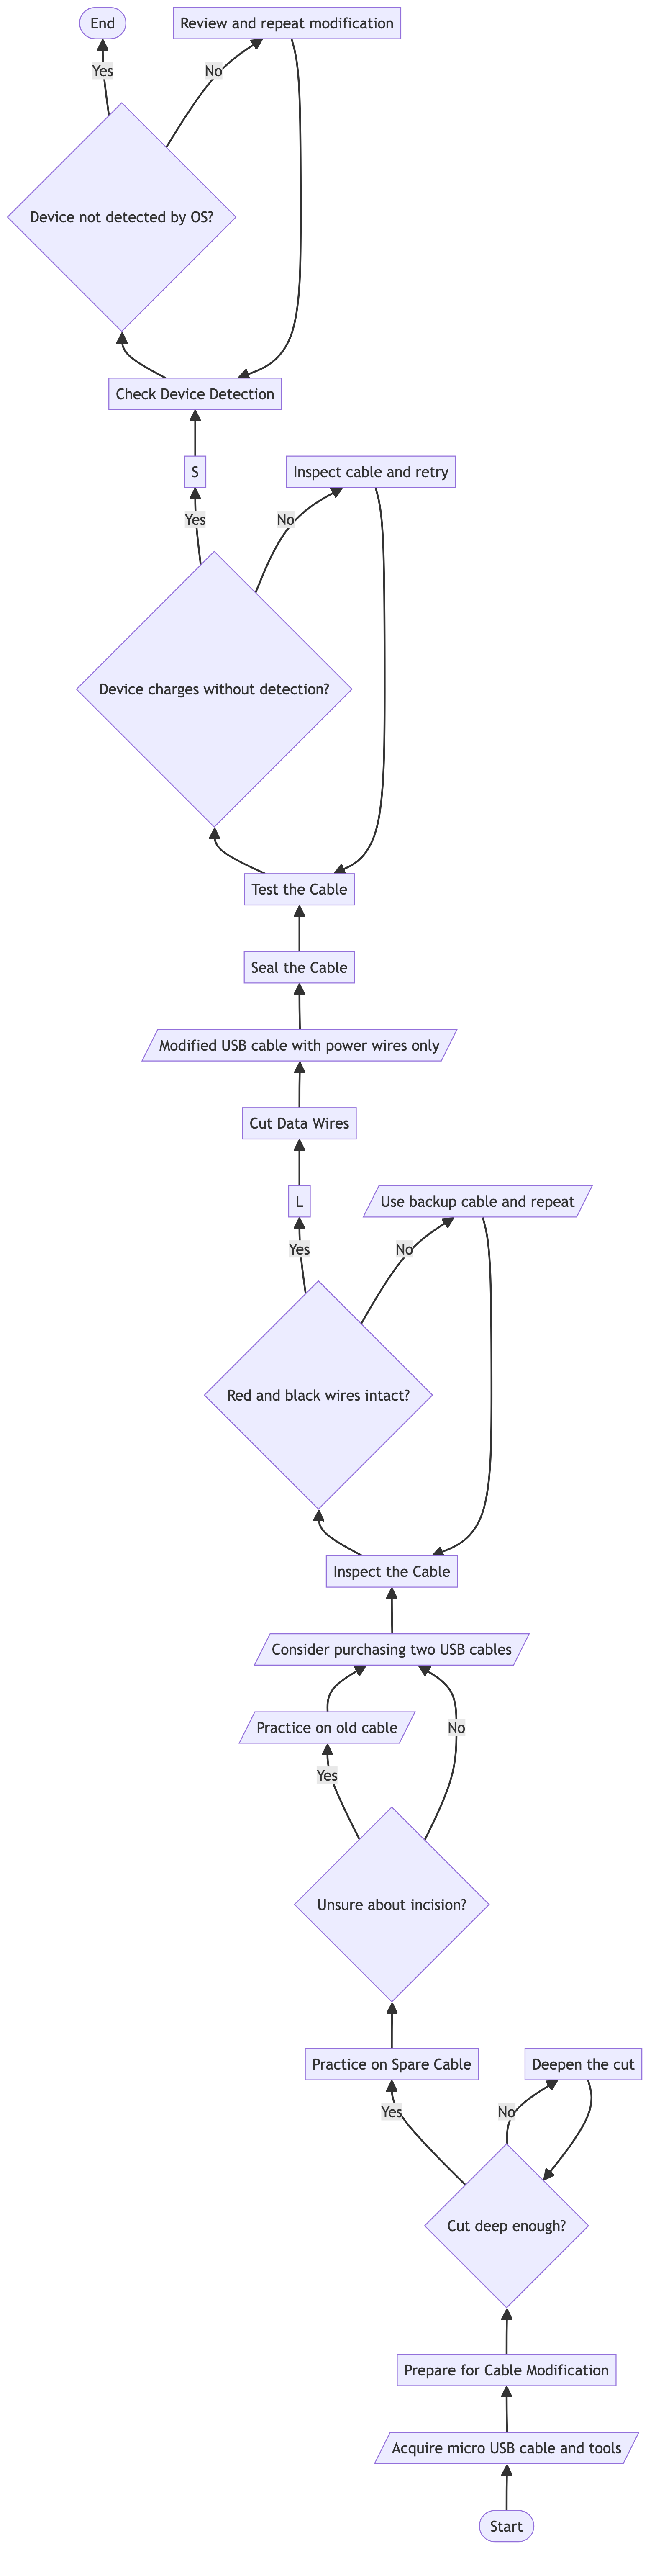 End
Review and repeat modification
Yes
No
Device not detected by OS?
Check Device Detection
S
Inspect cable and retry
Yes
No
Device charges without detection?
Test the Cable
Seal the Cable
Modified USB cable with power wires only
Cut Data Wires
L
Use backup cable and repeat
Yes
No
Red and black wires intact?
Inspect the Cable
Consider purchasing two USB cables
Practice on old cable
No
Yes
Unsure about incision?
Practice on Spare Cable
Deepen the cut
Yes
No
Cut deep enough?
Prepare for Cable Modification
Acquire micro USB cable and tools
Start